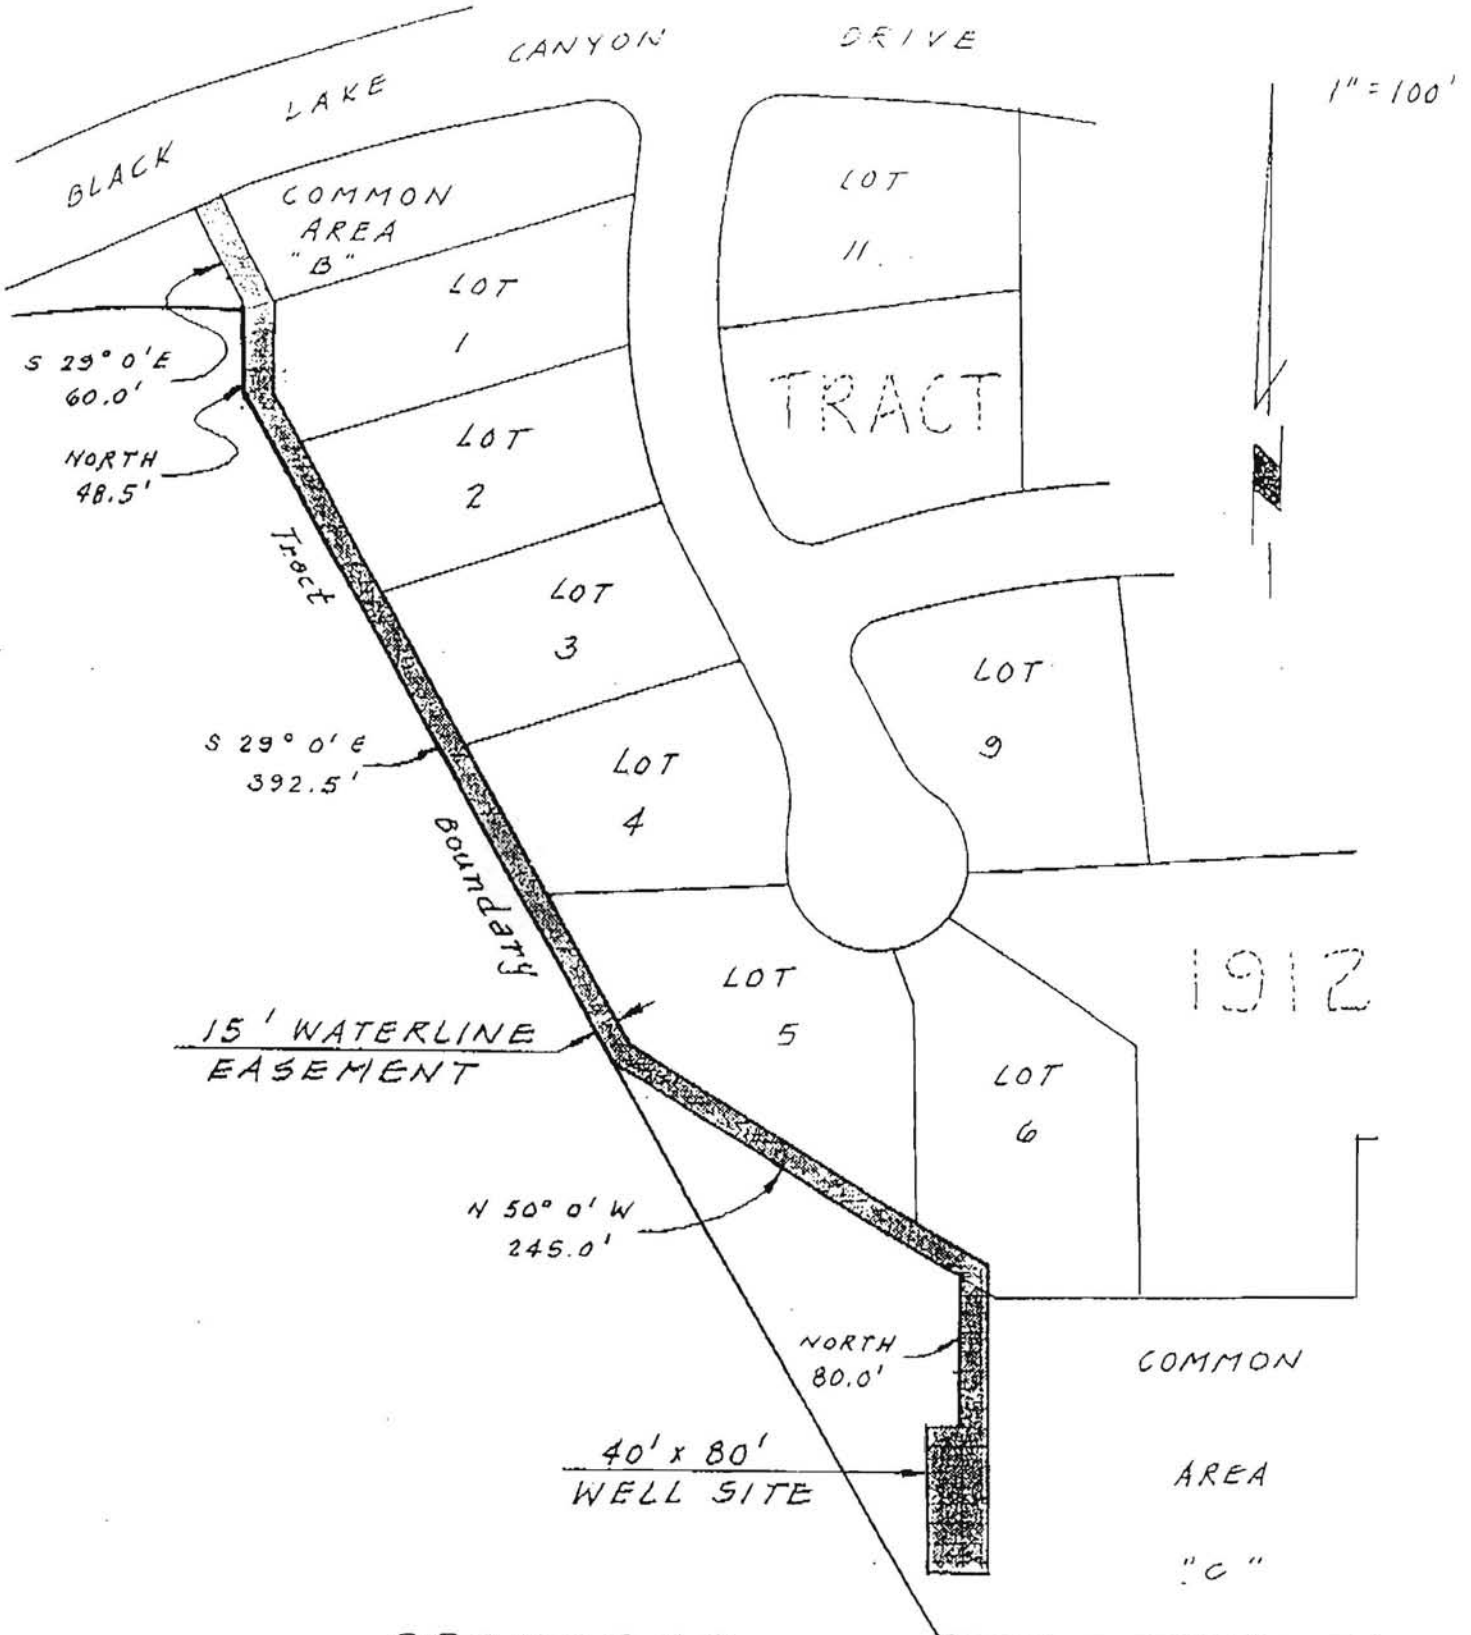 CANYON DRIVE
1" = 100'
LAKE
BLACK
COMMON
AREA
"B"
LOT
11
LOT
1
S 29° 0' E
60.0'
TRACT
LOT
2
NORTH
48.5'
Tract
LOT
3
LOT
9
S 29° 0' E
392.5'
LOT
4
Boundary
1912
LOT
5
15' WATERLINE
EASEMENT
LOT
6
N 50° 0' W
245.0'
NORTH
80.0'
COMMON
40' x 80'
WELL SITE
AREA
"C"